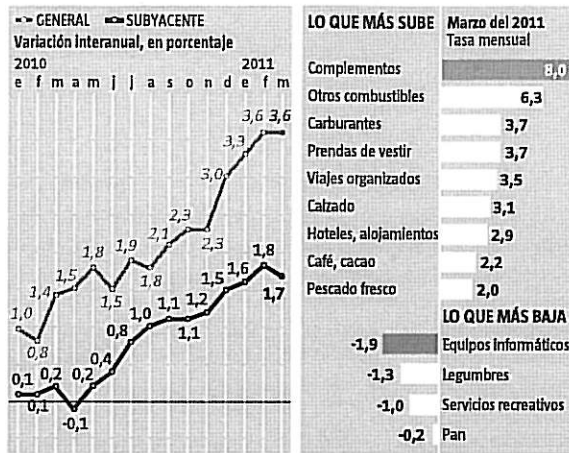 GENERAL SUBYACENTE
Variación interanual, en porcentaje
2010 2011
e f m a m j j a s o n d e f m
3,6 3,6
3,3
3,0
2,3
2,1
2,3
1,9
1,8
1,8
1,5
1,5
1,4
1,0
0,8
1,8
1,7
1,6
1,5
1,2
1,1
1,1
1,0
0,8
0,4
0,2
0,2
0,1
0,1
-0,1
LO QUE MÁS SUBE
Marzo del 2011
Tasa mensual
Complementos 8,0
Otros combustibles 6,3
Carburantes 3,7
Prendas de vestir 3,7
Viajes organizados 3,5
Calzado 3,1
Hoteles, alojamientos 2,9
Café, cacao 2,2
Pescado fresco 2,0
LO QUE MÁS BAJA
-1,9 Equipos informáticos
-1,3 Legumbres
-1,0 Servicios recreativos
-0,2 Pan